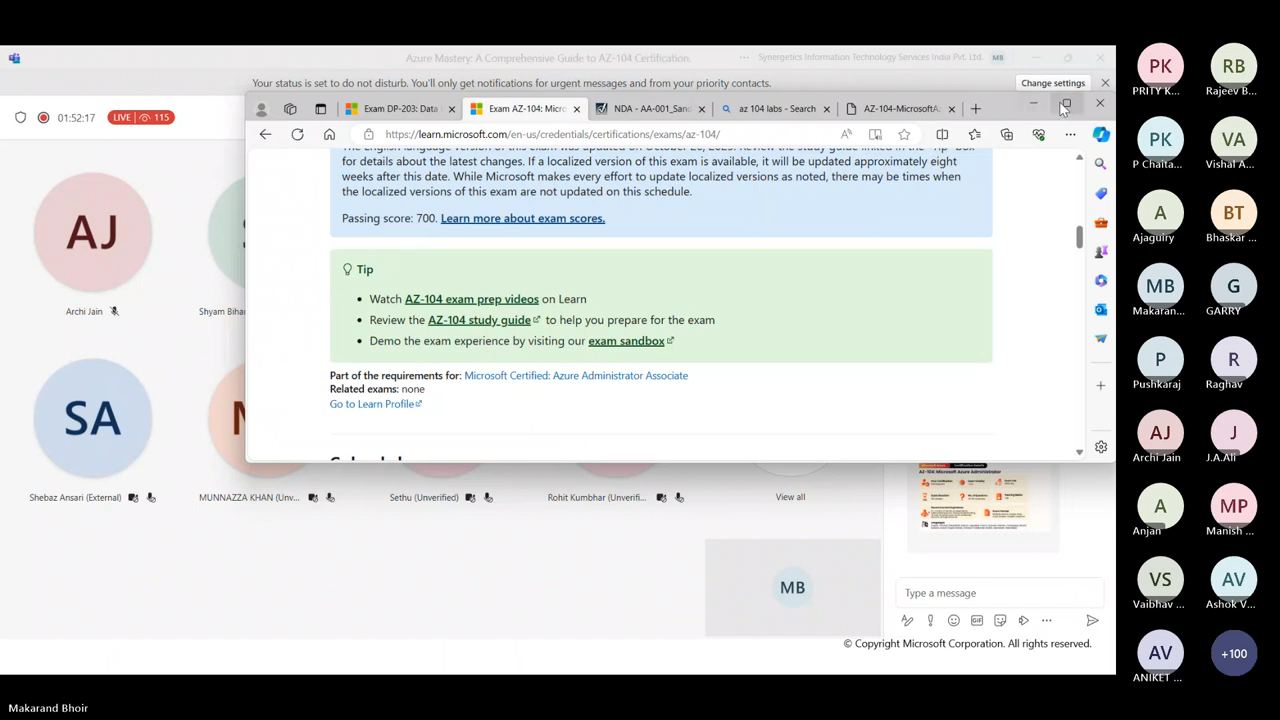 Azure Mastery: A Comprehensive Guide to AZ-104 Certification.
Synergetics Information Technology Services India Pvt. Ltd.
MB
Your status is set to do not disturb. You'll only get notifications for urgent messages and from your priority contacts.
Change settings
01:52:17
LIVE
115
Exam DP-203: Data
Exam AZ-104: Micro
NDA - AA-001_San
az 104 labs - Search
AZ-104-MicrosoftA
https://learn.microsoft.com/en-us/credentials/certifications/exams/az-104/
for details about the latest changes. If a localized version of this exam is available, it will be updated approximately eight
weeks after this date. While Microsoft makes every effort to update localized versions as noted, there may be times when
the localized versions of this exam are not updated on this schedule.
Passing score: 700. Learn more about exam scores.
Tip
• Watch AZ-104 exam prep videos on Learn
• Review the AZ-104 study guide to help you prepare for the exam
• Demo the exam experience by visiting our exam sandbox
Part of the requirements for: Microsoft Certified: Azure Administrator Associate
Related exams: none
Go to Learn Profile
AJ
Archi Jain
Shyam Bihar
SA
Shebaz Ansari (External)
MUNNAZZA KHAN (Unv...
Sethu (Unverified)
Rohit Kumbhar (Unverifi...
View all
MB
Microsoft Azure Administrator
Type a message
© Copyright Microsoft Corporation. All rights reserved.
PK
PRITY K...
RB
Rajeev B...
PK
P Chaita...
VA
Vishal A...
A
Ajaguiry
BT
Bhaskar ...
MB
Makaran...
G
GARRY
P
Pushkaraj
R
Raghav
AJ
Archi Jain
J
J.A.Ali
A
Anjan
MP
Manish ...
VS
Vaibhav ...
AV
Ashok V...
AV
ANIKET ...
+100
Makarand Bhoir